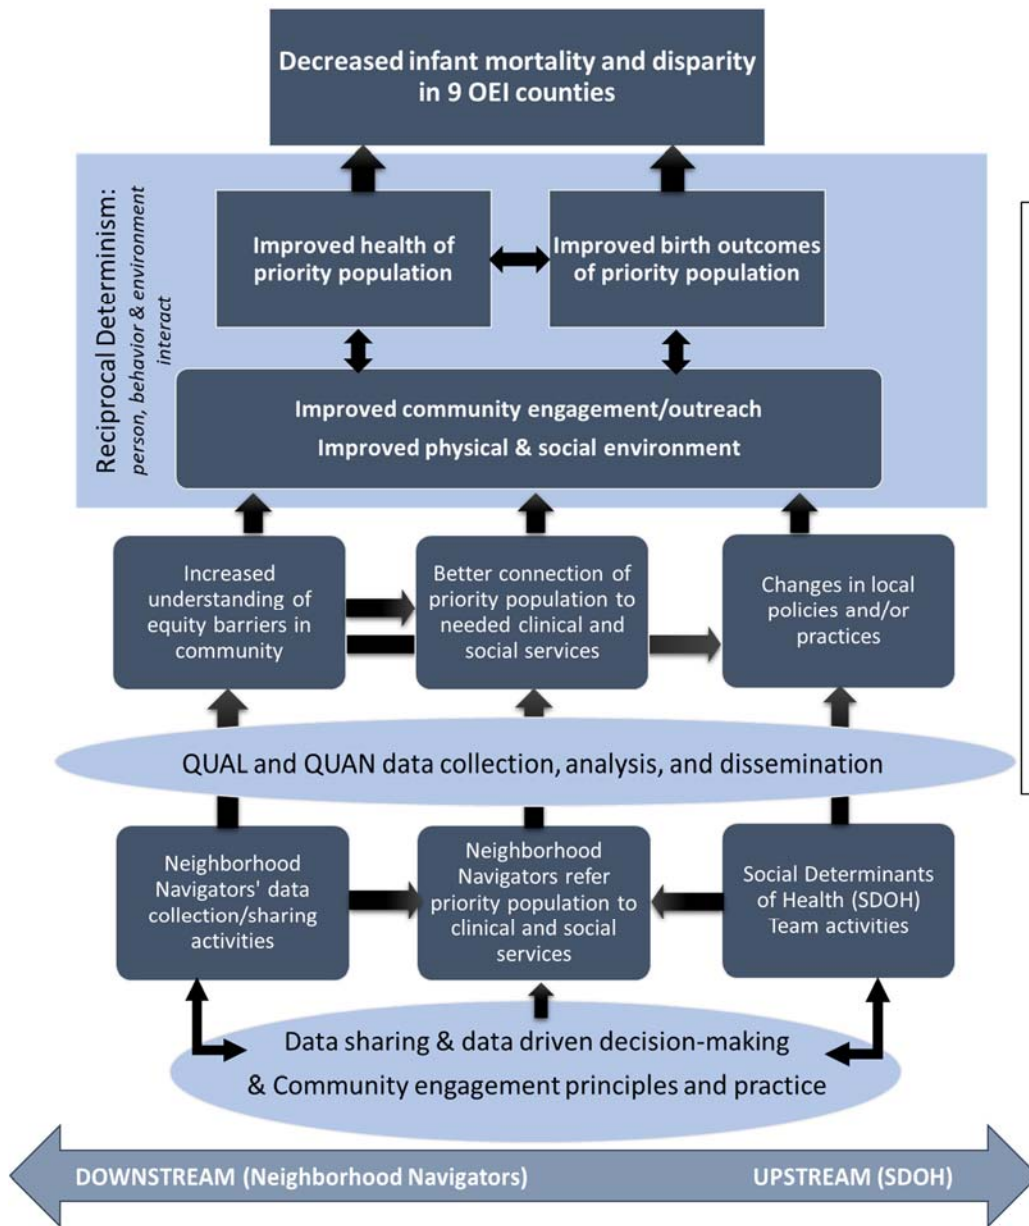 Decreased infant mortality and disparity
in 9 OEI counties
Reciprocal Determinism:
person, behavior & environment
interact
Improved health of
priority population
Improved birth outcomes
of priority population
Improved community engagement/outreach
Improved physical & social environment
Increased
understanding of
equity barriers in
community
Better connection of
priority population to
needed clinical and
social services
Changes in local
policies and/or
practices
QUAL and QUAN data collection, analysis, and dissemination
Neighborhood
Navigators' data
collection/sharing
activities
Neighborhood
Navigators refer
priority population to
clinical and social
services
Social Determinants
of Health (SDOH)
Team activities
Data sharing & data driven decision-making
& Community engagement principles and practice
DOWNSTREAM (Neighborhood Navigators)
UPSTREAM (SDOH)